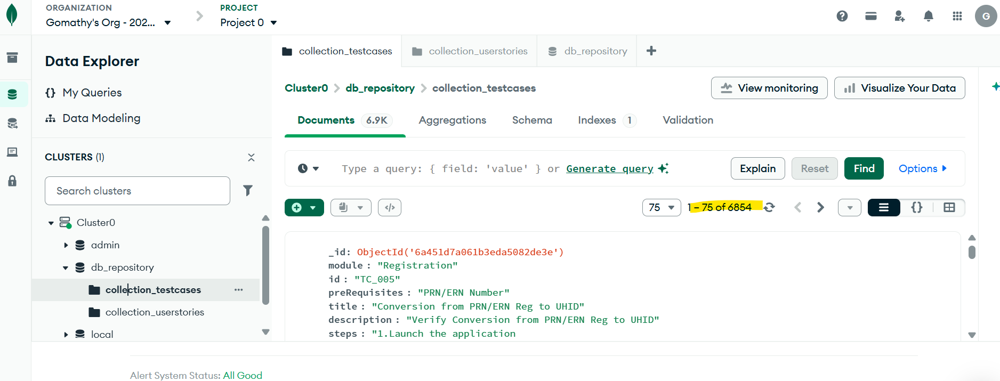 ORGANIZATION
Gomathy's Org - 202...
PROJECT
Project 0
G
Data Explorer
My Queries
Data Modeling
CLUSTERS (1)
Search clusters
Cluster0
admin
db_repository
collection_testcases
collection_userstories
local
collection_testcases
collection_userstories
db_repository
Cluster0 > db_repository > collection_testcases
View monitoring
Visualize Your Data
Documents 6.9K
Aggregations
Schema
Indexes 1
Validation
Type a query: { field: 'value' } or Generate query
Explain
Reset
Find
Options
75
1 – 75 of 6854
_id: ObjectId('6a451d7a061b3eda5082de3e')
module : "Registration"
id : "TC_005"
preRequisites : "PRN/ERN Number"
title : "Conversion from PRN/ERN Reg to UHID"
description : "Verify Conversion from PRN/ERN Reg to UHID"
steps : "1.Launch the application
Alert System Status: All Good